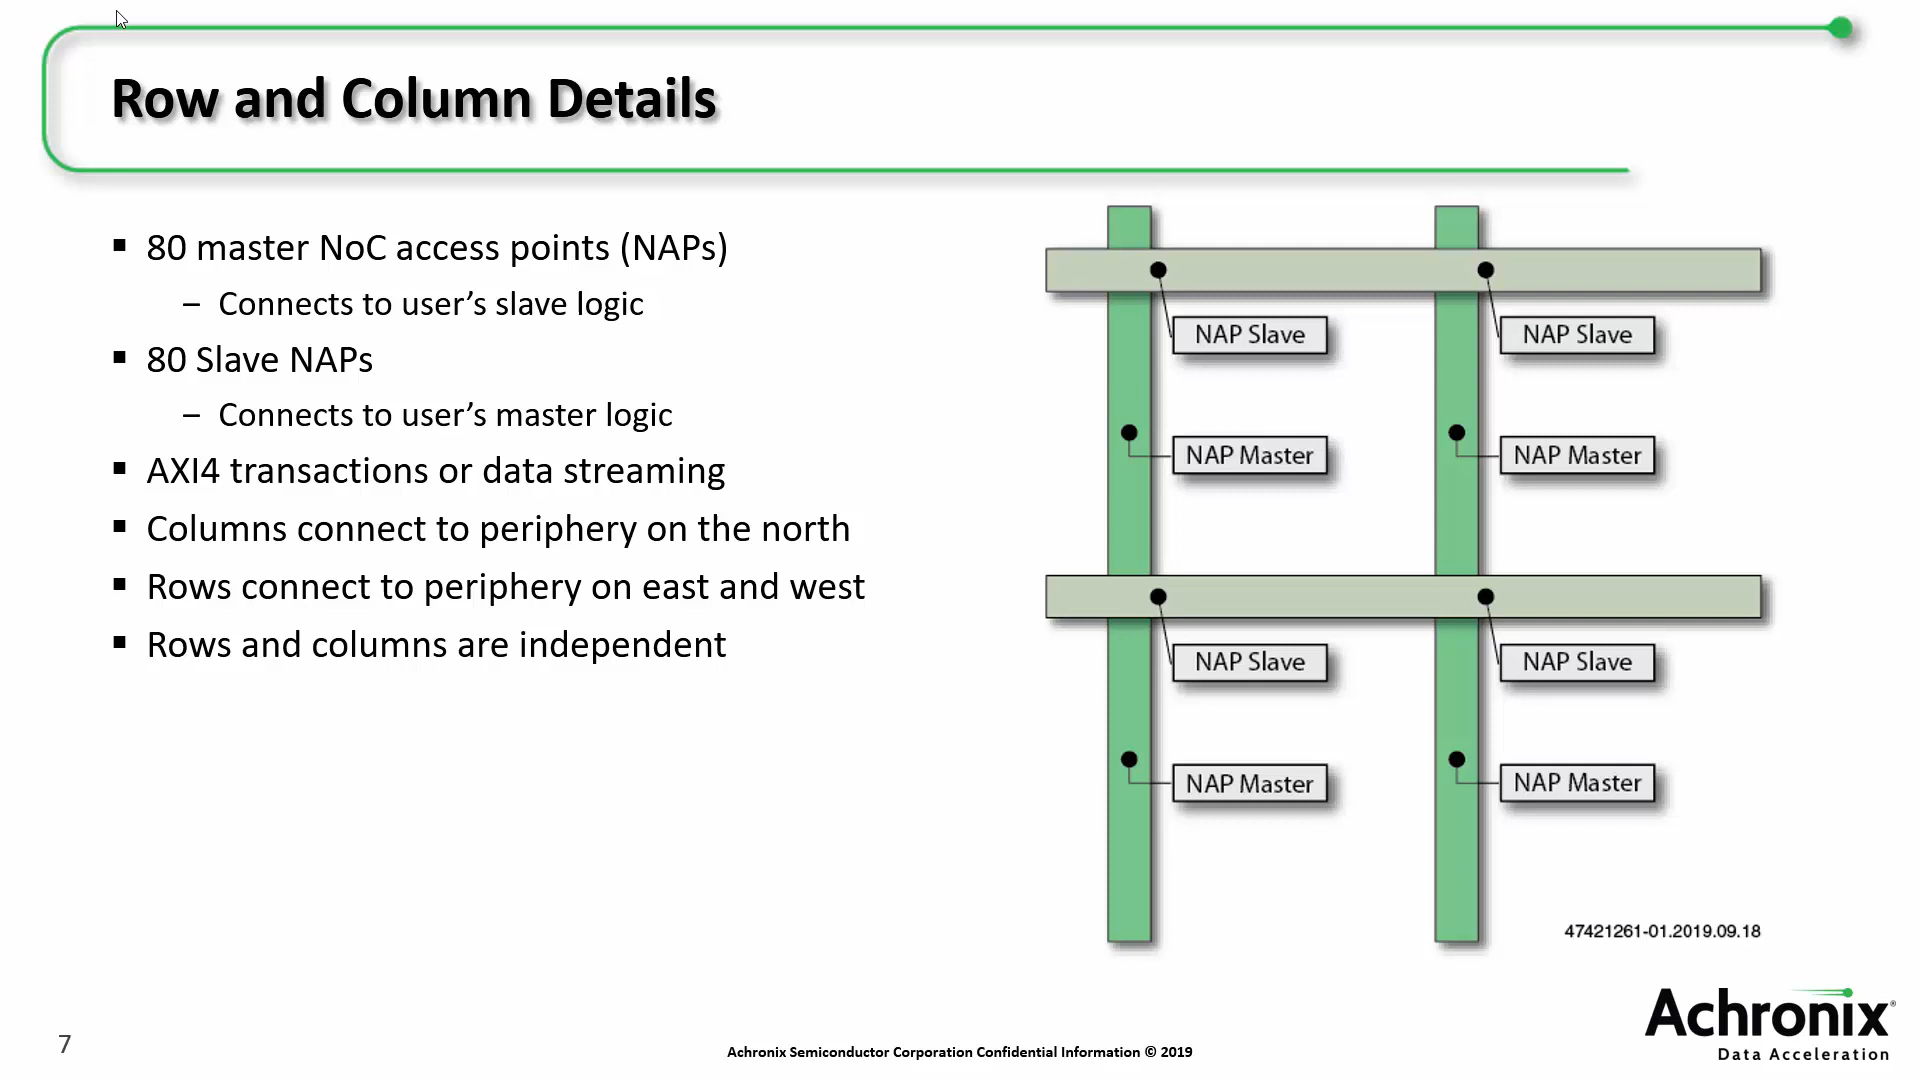 Row and Column Details
▪ 80 master NoC access points (NAPs)
– Connects to user’s slave logic
▪ 80 Slave NAPs
– Connects to user’s master logic
▪ AXI4 transactions or data streaming
▪ Columns connect to periphery on the north
▪ Rows connect to periphery on east and west
▪ Rows and columns are independent
NAP Slave
NAP Slave
NAP Master
NAP Master
NAP Slave
NAP Slave
NAP Master
NAP Master
47421261-01.2019.09.18
Achronix®
Data Acceleration
7
Achronix Semiconductor Corporation Confidential Information © 2019